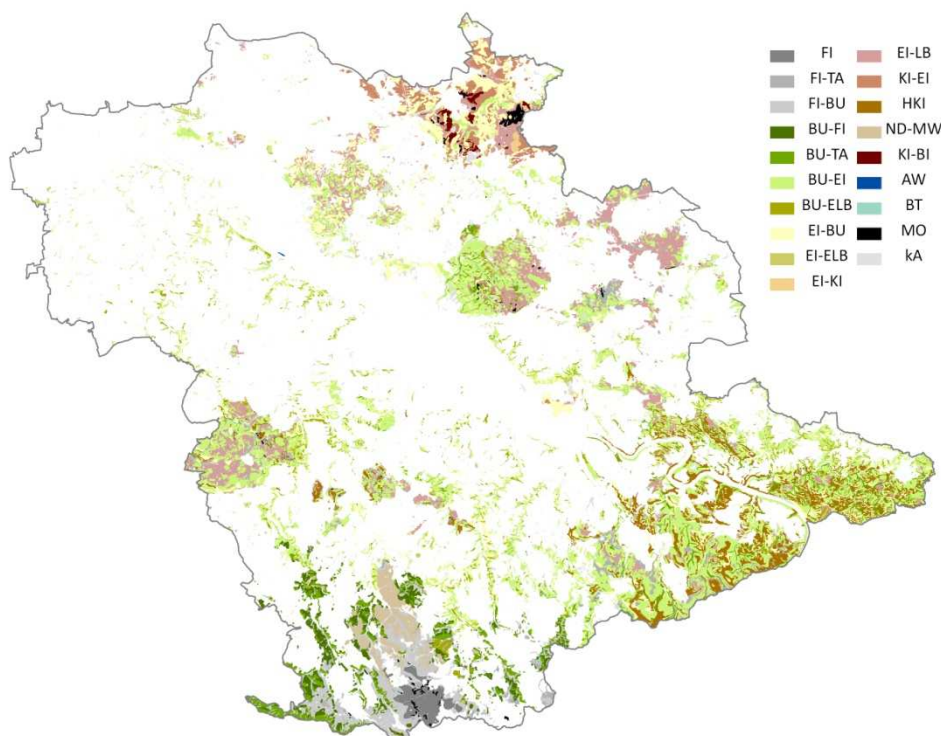 FI
FI-TA
FI-BU
BU-FI
BU-TA
BU-EI
BU-ELB
EI-BU
EI-ELB
EI-KI
EI-LB
KI-EI
HKI
ND-MW
KI-BI
AW
BT
MO
kA